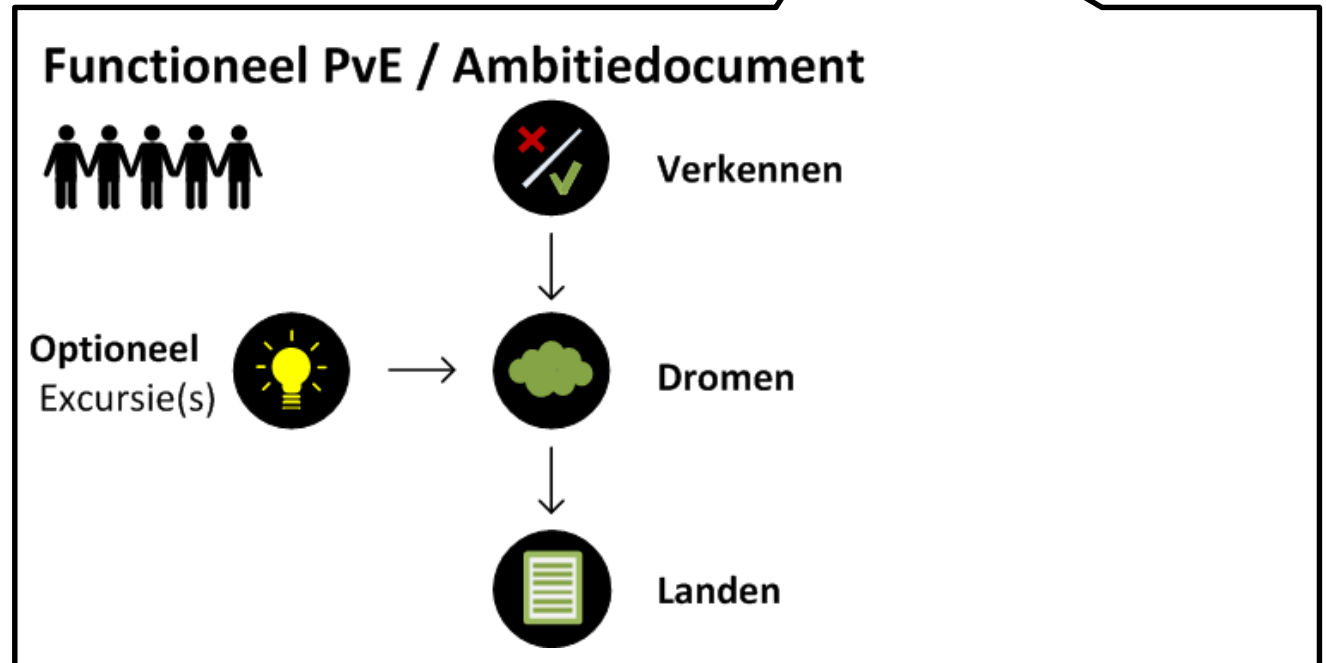 Functioneel PvE / Ambitiedocument
Verkennen
Optioneel
Excursie(s)
Dromen
Landen